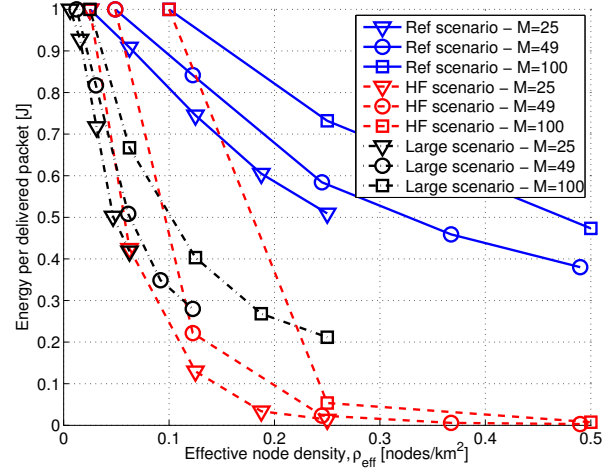 1
0.9
0.8
0.7
0.6
0.5
0.4
0.3
0.2
0.1
0
Energy per delivered packet [J]
Ref scenario – M=25
Ref scenario – M=49
Ref scenario – M=100
HF scenario – M=25
HF scenario – M=49
HF scenario – M=100
Large scenario – M=25
Large scenario – M=49
Large scenario – M=100
0 0.1 0.2 0.3 0.4 0.5
Effective node density, ρeff [nodes/km²]